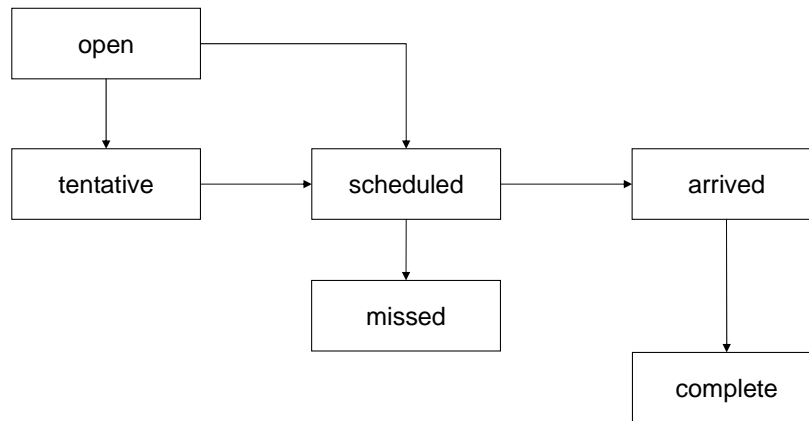 open
tentative
scheduled
arrived
missed
complete